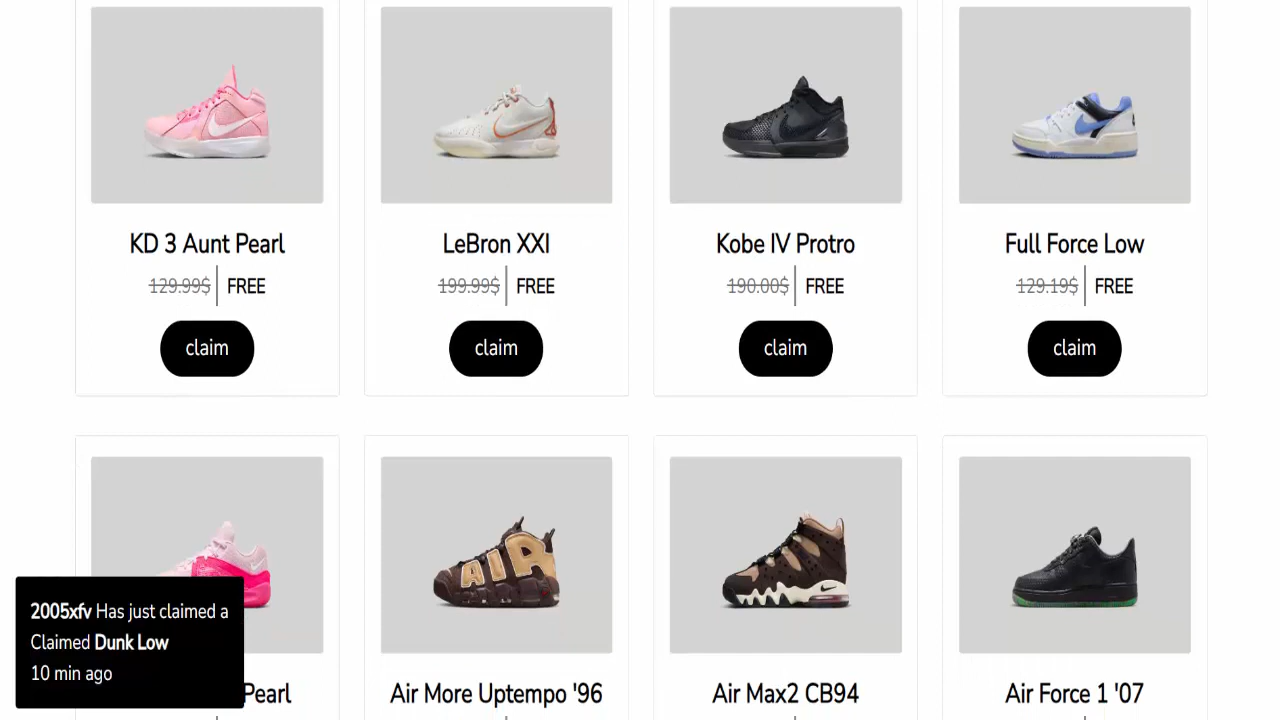 KD 3 Aunt Pearl
129.99$ FREE
claim
LeBron XXI
199.99$ FREE
claim
Kobe IV Protro
190.00$ FREE
claim
Full Force Low
129.19$ FREE
claim
2005xfv Has just claimed a
Claimed Dunk Low
10 min ago
Pearl
AIR
Air More Uptempo '96
Air Max2 CB94
Air Force 1 '07